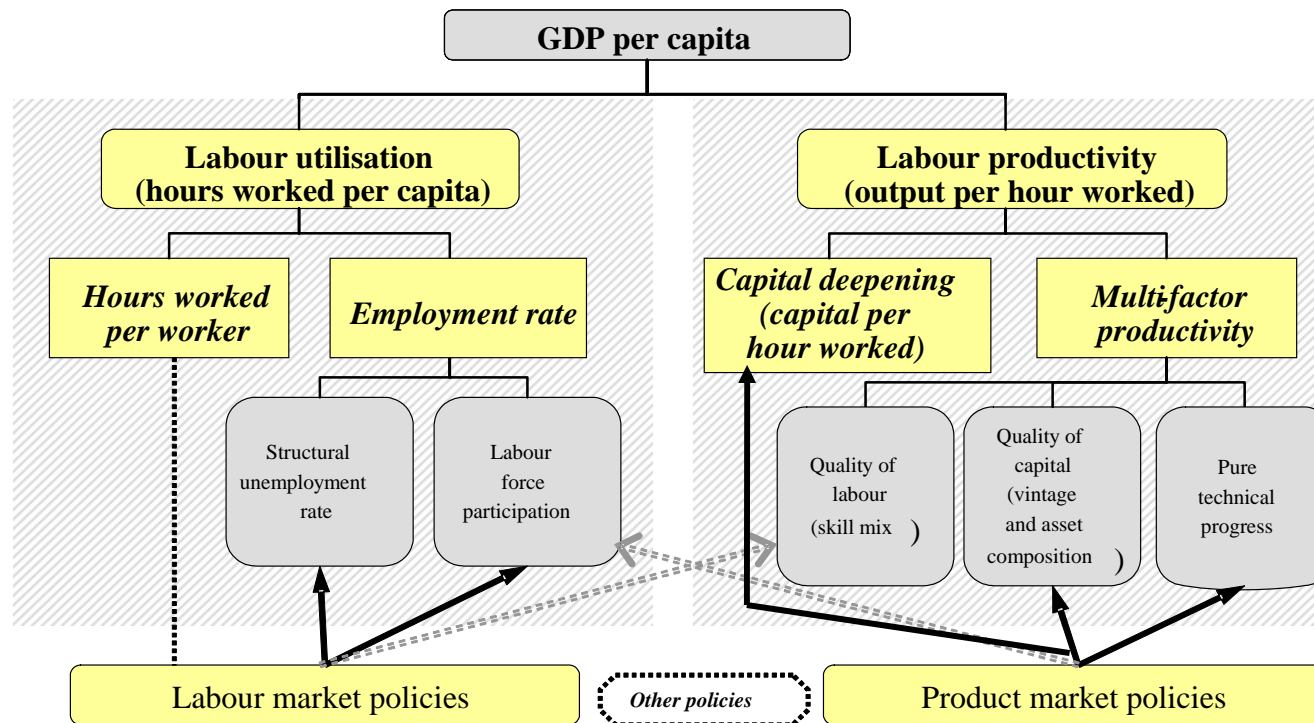 GDP per capita
Labour utilisation
(hours worked per capita)
Labour productivity
(output per hour worked)
Hours worked
per worker
Employment rate
Capital deepening
(capital per
hour worked)
Multi-factor
productivity
Structural
unemployment
rate
Labour
force
participation
Quality of
labour
(skill mix )
Quality of
capital
(vintage
and asset
composition )
Pure
technical
progress
Labour market policies
Other policies
Product market policies